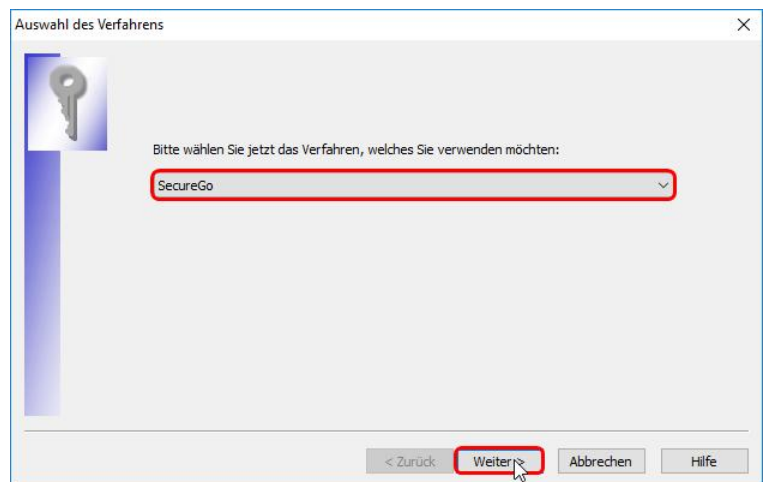 Auswahl des Verfahrens
Bitte wählen Sie jetzt das Verfahren, welches Sie verwenden möchten:
SecureGo
< Zurück Weiter > Abbrechen Hilfe